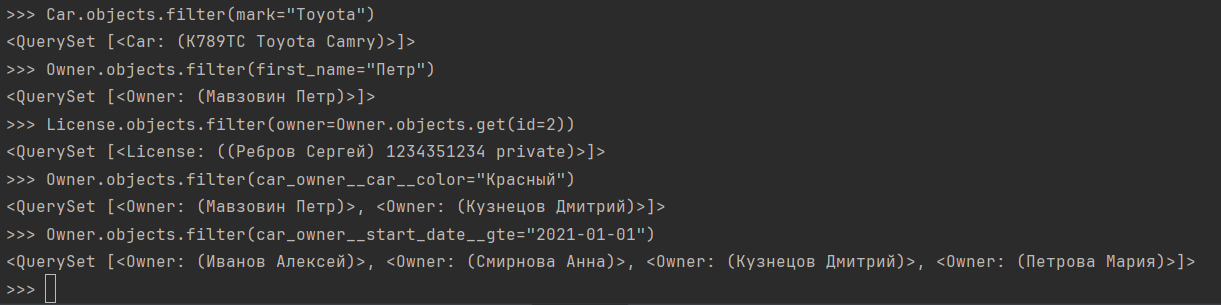 >>> Car.objects.filter(mark="Toyota")
<QuerySet [<Car: (К789ТС Toyota Camry)>]>
>>> Owner.objects.filter(first_name="Петр")
<QuerySet [<Owner: (Мавзовин Петр)>]>
>>> License.objects.filter(owner=Owner.objects.get(id=2))
<QuerySet [<License: ((Ребров Сергей) 1234351234 private)>]>
>>> Owner.objects.filter(car_owner__car__color="Красный")
<QuerySet [<Owner: (Мавзовин Петр)>, <Owner: (Кузнецов Дмитрий)>]>
>>> Owner.objects.filter(car_owner__start_date__gte="2021-01-01")
<QuerySet [<Owner: (Иванов Алексей)>, <Owner: (Смирнова Анна)>, <Owner: (Кузнецов Дмитрий)>, <Owner: (Петрова Мария)>]>
>>>